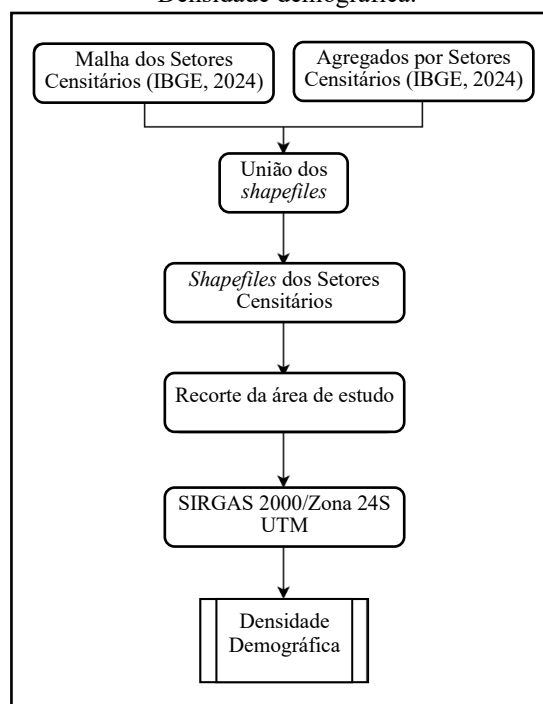 Densidade demográfica.
Malha dos Setores
Censitários (IBGE, 2024)
Agregados por Setores
Censitários (IBGE, 2024)
União dos
shapefiles
Shapefiles dos Setores
Censitários
Recorte da área de estudo
SIRGAS 2000/Zona 24S
UTM
Densidade
Demográfica